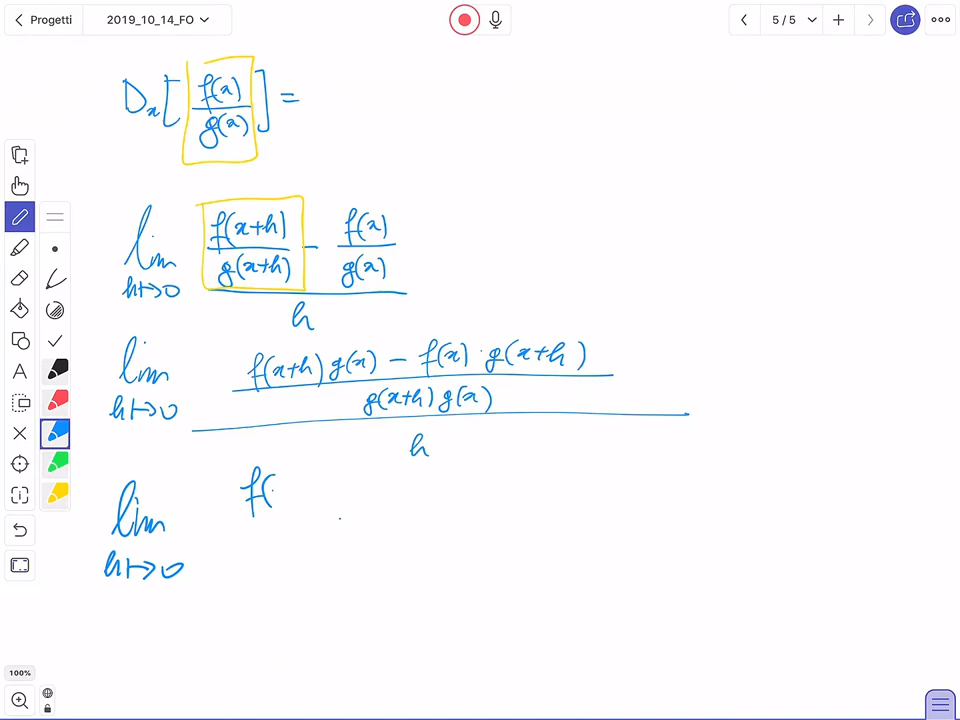 Progetti 2019_10_14_FO 5/5
Dₓ[f(x)/g(x)] =
lim h→0 (f(x+h)/g(x+h) − f(x)/g(x))/h
lim h→0 ((f(x+h) g(x) − f(x) · g(x+h))/(g(x+h) g(x)))/h
lim h→0 f(
A
100%